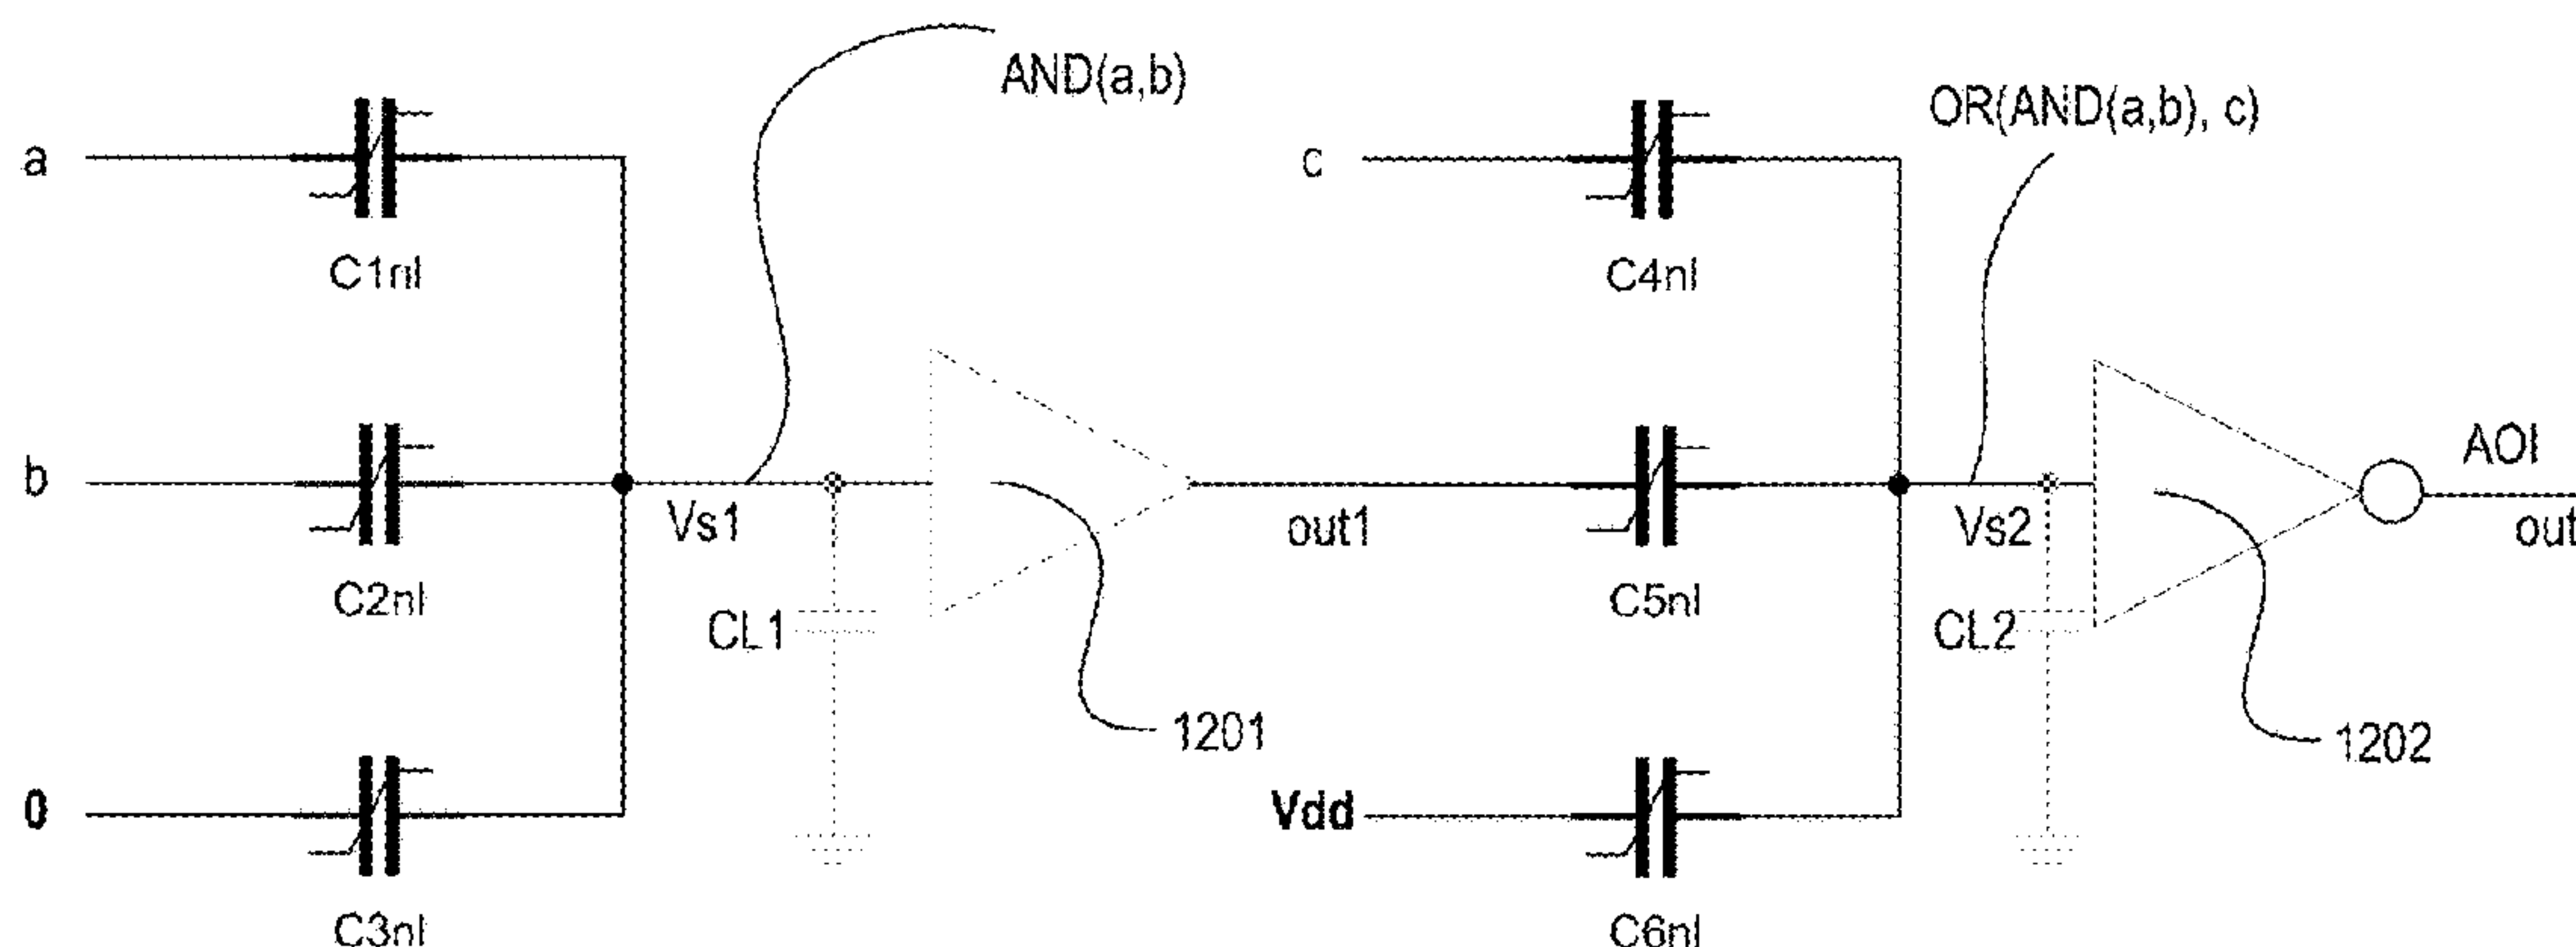 AND(a,b)
OR(AND(a,b), c)
a
C1nl
c
C4nl
b
C2nl
Vs1
CL1
1201
out1
C5nl
Vs2
CL2
1202
AOI
out
0
C3nl
Vdd
C6nl